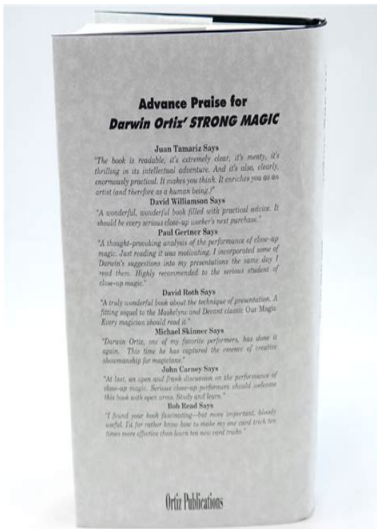 Advance Praise for
Darwin Ortiz' STRONG MAGIC
Juan Tamariz Says
"The book is readable, it's extremely clear, it's meaty, it's
thrilling in its intellectual adventure. And it's also, clearly,
enormously practical. It makes you think. It enriches you as an
artist (and therefore as a human being)!"
David Williamson Says
"A wonderful, wonderful book filled with practical advice. It
should be every serious close-up worker's next purchase."
Paul Gertner Says
"A thought-provoking analysis of the performance of close-up
magic. Just reading it was motivating. I incorporated some of
Darwin's suggestions into my presentations the same day I
read them. Highly recommended to the serious student of
close-up magic."
David Roth Says
"A truly wonderful book about the technique of presentation. A
fitting sequel to the Maskelyne and Devant classic Our Magic.
Every magician should read it."
Michael Skinner Says
"Darwin Ortiz, one of my favorite performers, has done it
again. This time he has captured the essence of creative
showmanship for magicians."
John Carney Says
"At last, an open and frank discussion on the performance of
close-up magic. Serious close-up performers should welcome
this book with open arms. Study and learn."
Bob Read Says
"I found your book fascinating—but more important, bloody
useful. I'd far rather know how to make my one card trick ten
times more effective than learn ten new card tricks."
Ortiz Publications